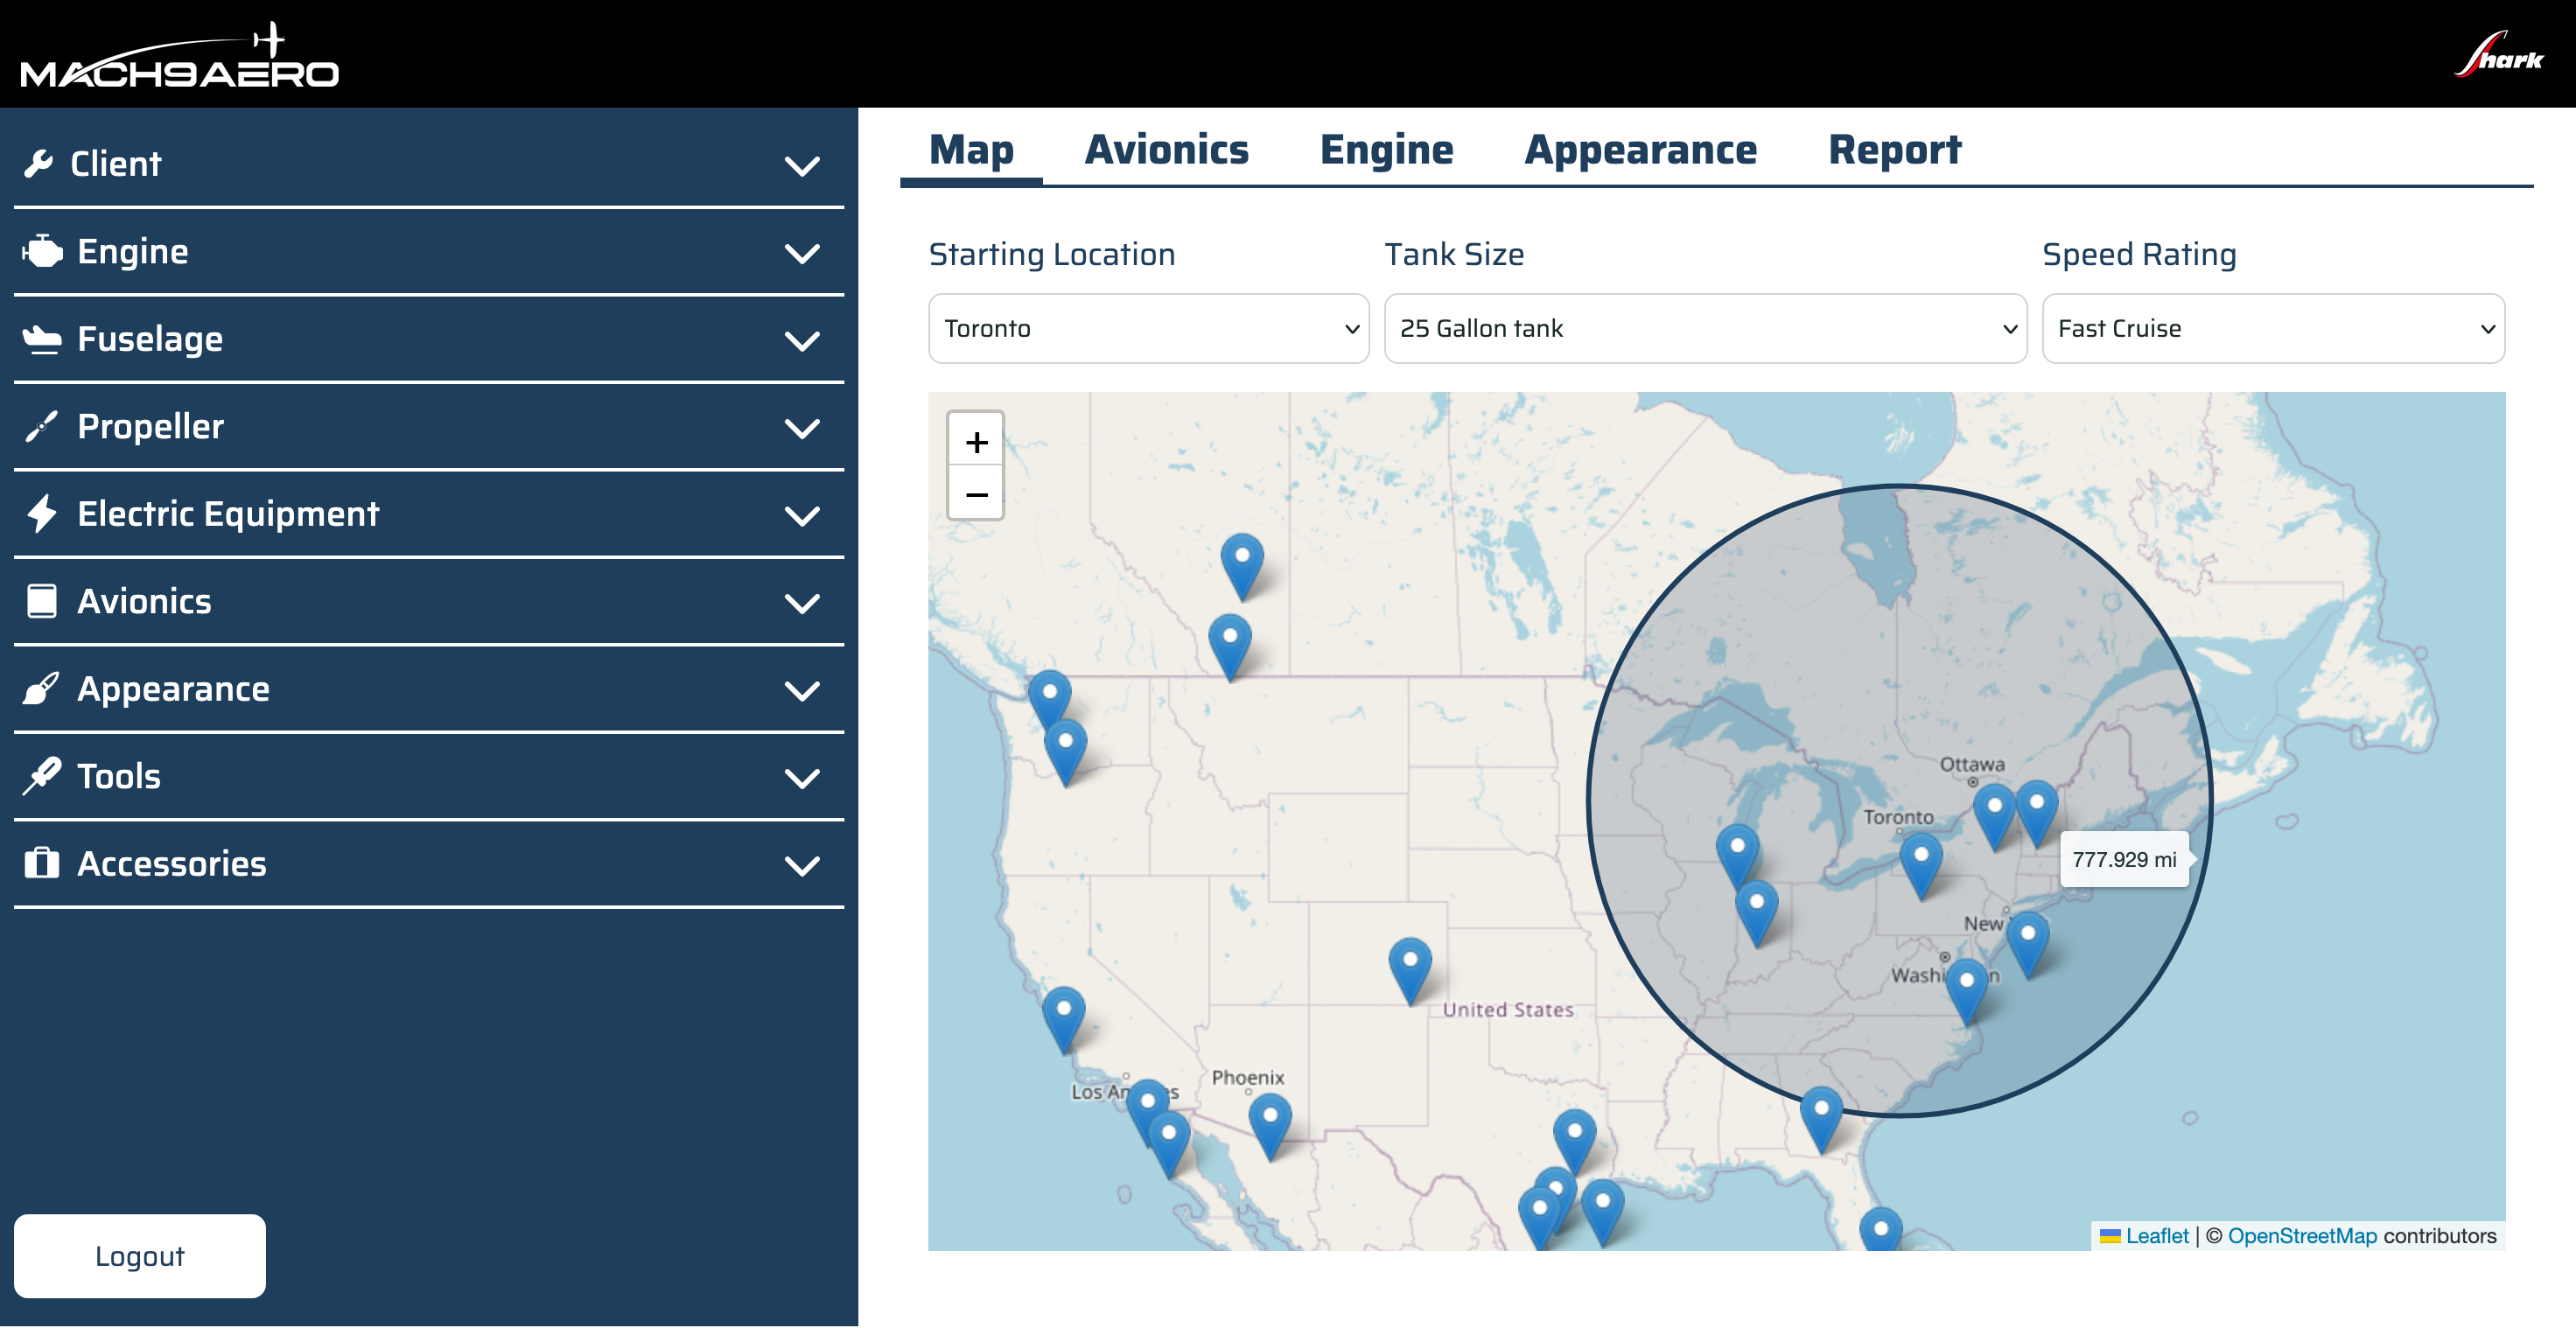 MACH9AERO
Shark
Client
Engine
Fuselage
Propeller
Electric Equipment
Avionics
Appearance
Tools
Accessories
Logout
Map Avionics Engine Appearance Report
Starting Location Tank Size Speed Rating
Toronto 25 Gallon tank Fast Cruise
+
−
Ottawa
Toronto
777.929 mi
New
Washi n
United States
Phoenix
Los An s
Leaflet | © OpenStreetMap contributors